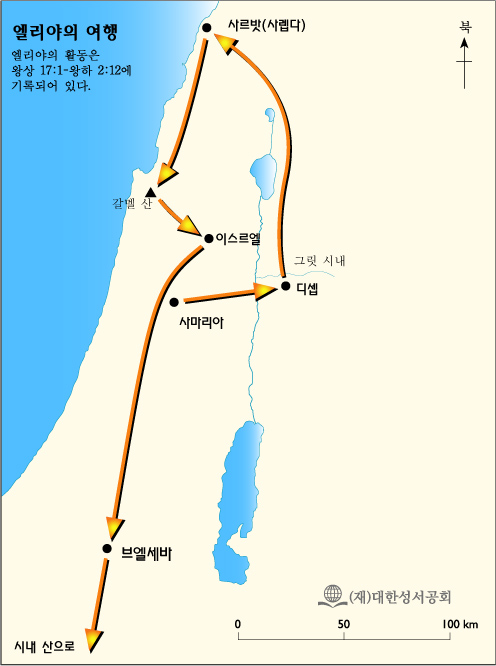 엘리야의 여행
엘리야의 활동은
왕상 17:1-왕하 2:12에
기록되어 있다.
사르밧(사렙다)
북
갈멜 산
이스르엘
그릿 시내
디셉
사마리아
브엘세바
(재)대한성서공회
시내 산으로
0 50 100 km